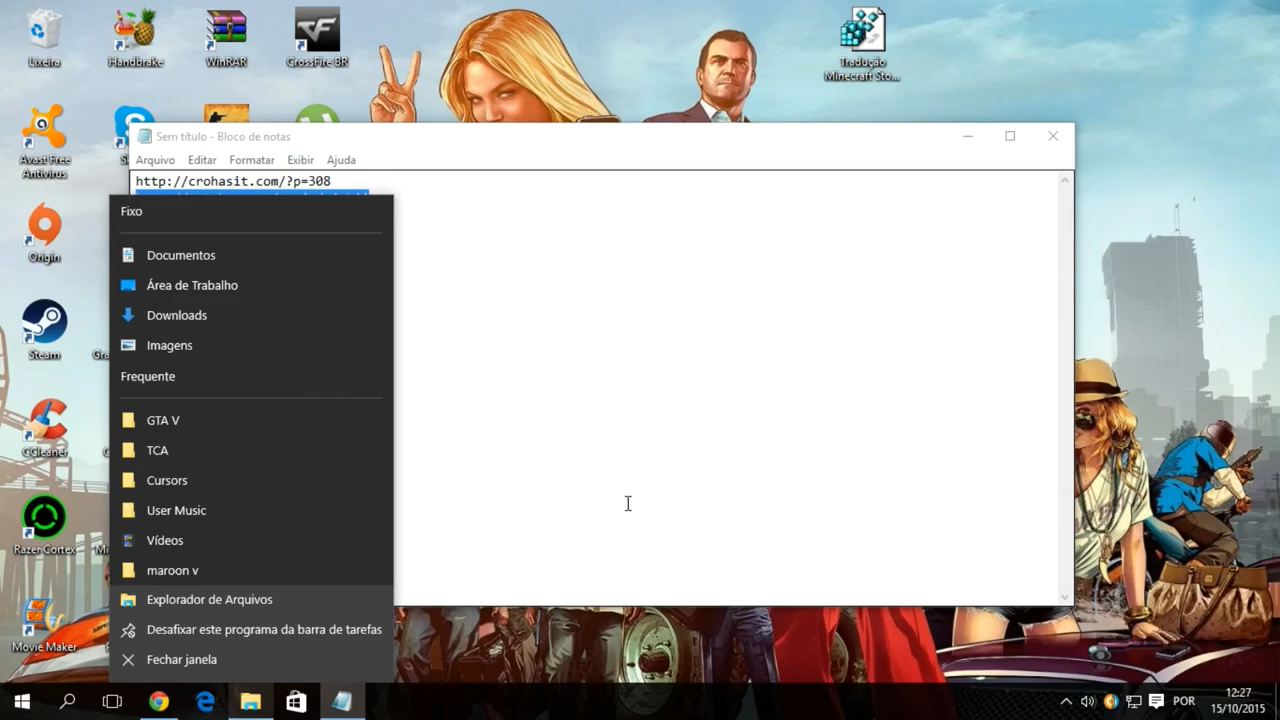 Lixeira
Handbrake
WinRAR
CrossFire BR
Tradução
Minecraft Sto...
Avast Free
Antivirus
Origin
Steam
CCleaner
Razer Cortex
Movie Maker
Sem título - Bloco de notas
Arquivo Editar Formatar Exibir Ajuda
http://crohasit.com/?p=308
Fixo
Documentos
Área de Trabalho
Downloads
Imagens
Frequente
GTA V
TCA
Cursors
User Music
Vídeos
maroon v
Explorador de Arquivos
Desafixar este programa da barra de tarefas
Fechar janela
POR
12:27
15/10/2015